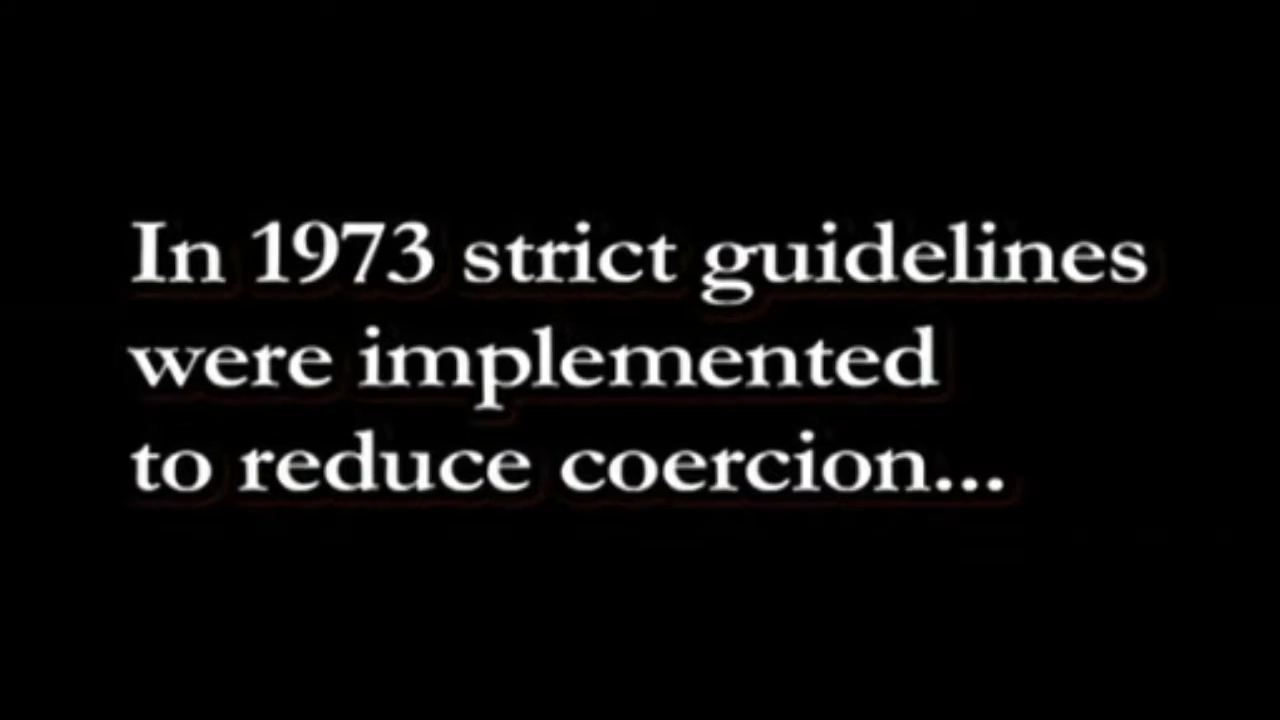 In 1973 strict guidelines
were implemented
to reduce coercion...